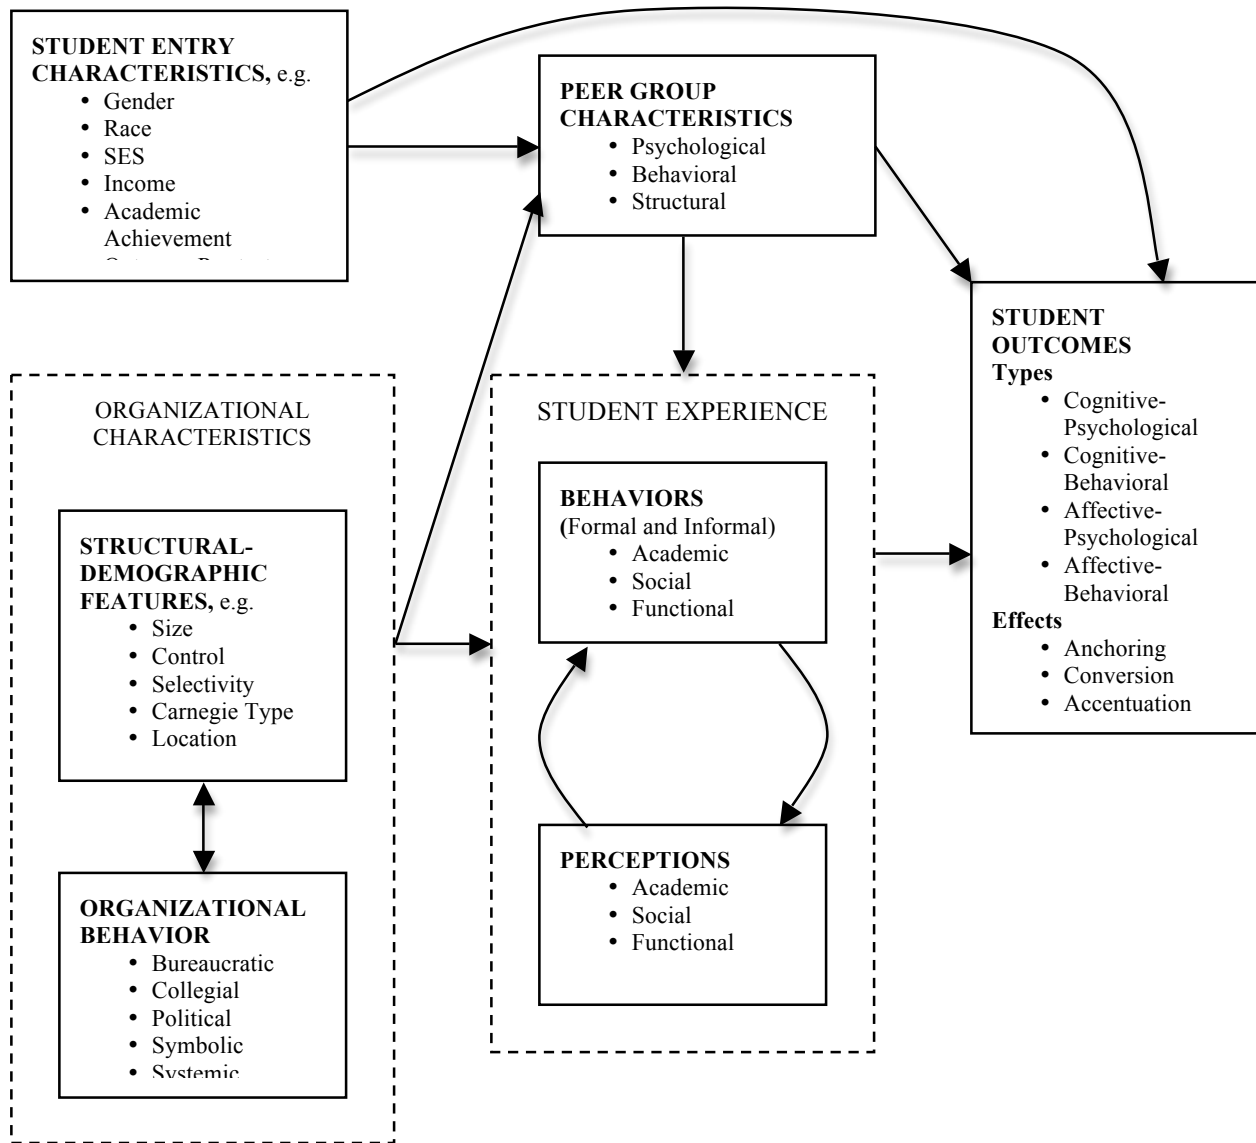 STUDENT ENTRY
CHARACTERISTICS, e.g.
• Gender
• Race
• SES
• Income
• Academic
Achievement
PEER GROUP
CHARACTERISTICS
• Psychological
• Behavioral
• Structural
ORGANIZATIONAL
CHARACTERISTICS
STRUCTURAL-
DEMOGRAPHIC
FEATURES, e.g.
• Size
• Control
• Selectivity
• Carnegie Type
• Location
ORGANIZATIONAL
BEHAVIOR
• Bureaucratic
• Collegial
• Political
• Symbolic
• Systemic
STUDENT EXPERIENCE
BEHAVIORS
(Formal and Informal)
• Academic
• Social
• Functional
PERCEPTIONS
• Academic
• Social
• Functional
STUDENT
OUTCOMES
Types
• Cognitive-
Psychological
• Cognitive-
Behavioral
• Affective-
Psychological
• Affective-
Behavioral
Effects
• Anchoring
• Conversion
• Accentuation